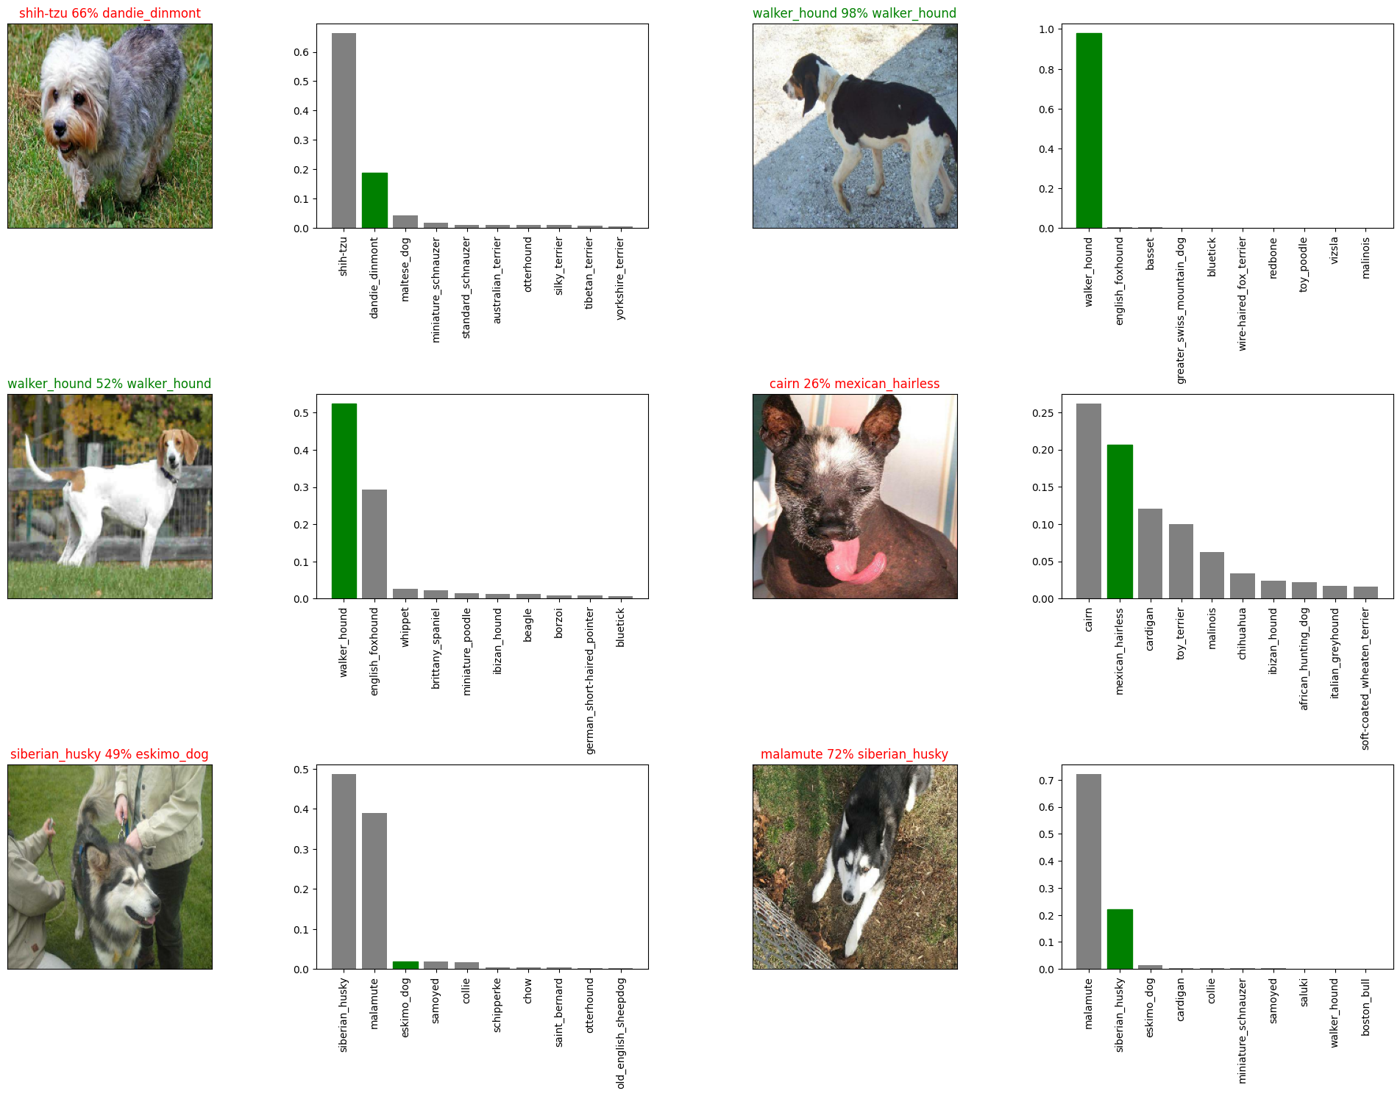 shih-tzu 66% dandie_dinmont
0.6
0.5
0.4
0.3
0.2
0.1
0.0
shih-tzu
dandie_dinmont
maltese_dog
miniature_schnauzer
standard_schnauzer
australian_terrier
otterhound
silky_terrier
tibetan_terrier
yorkshire_terrier
walker_hound 98% walker_hound
1.0
0.8
0.6
0.4
0.2
0.0
walker_hound
english_foxhound
basset
greater_swiss_mountain_dog
bluetick
wire-haired_fox_terrier
redbone
toy_poodle
vizsla
malinois
walker_hound 52% walker_hound
0.5
0.4
0.3
0.2
0.1
0.0
walker_hound
english_foxhound
whippet
brittany_spaniel
miniature_poodle
ibizan_hound
beagle
borzoi
german_short-haired_pointer
bluetick
cairn 26% mexican_hairless
0.25
0.20
0.15
0.10
0.05
0.00
cairn
mexican_hairless
cardigan
toy_terrier
malinois
chihuahua
ibizan_hound
african_hunting_dog
italian_greyhound
soft-coated_wheaten_terrier
siberian_husky 49% eskimo_dog
0.5
0.4
0.3
0.2
0.1
0.0
siberian_husky
malamute
eskimo_dog
samoyed
collie
schipperke
chow
saint_bernard
otterhound
old_english_sheepdog
malamute 72% siberian_husky
0.7
0.6
0.5
0.4
0.3
0.2
0.1
0.0
malamute
siberian_husky
eskimo_dog
cardigan
collie
miniature_schnauzer
samoyed
saluki
walker_hound
boston_bull